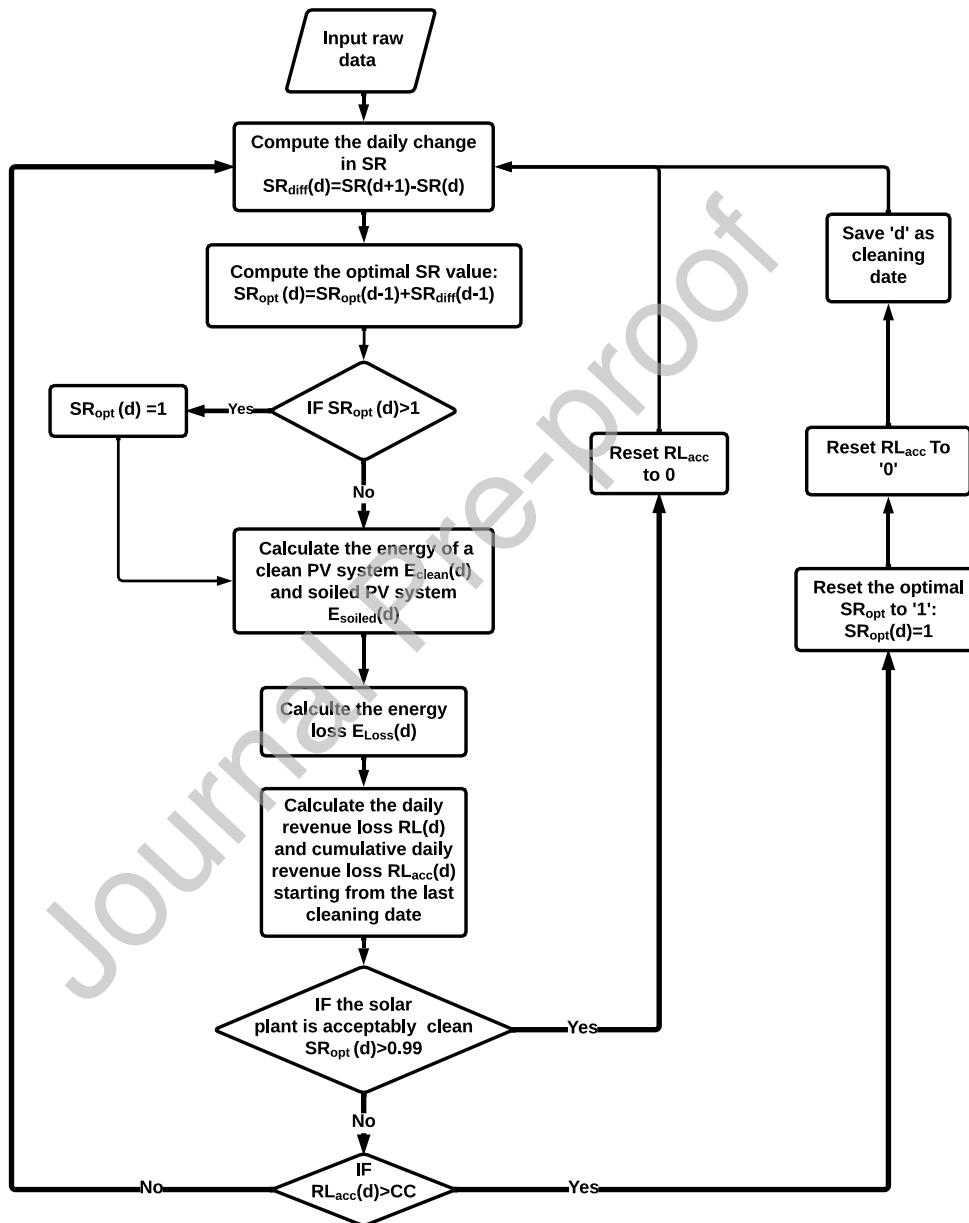 Input raw
data
Compute the daily change
in SR
SRdiff(d)=SR(d+1)-SR(d)
Compute the optimal SR value:
SRopt (d)=SRopt(d-1)+SRdiff(d-1)
IF SRopt (d)>1
Yes
SRopt (d) =1
No
Calculate the energy of a
clean PV system Eclean(d)
and soiled PV system
Esoiled(d)
Calculte the energy
loss ELoss(d)
Calculate the daily
revenue loss RL(d)
and cumulative daily
revenue loss RLacc(d)
starting from the last
cleaning date
IF the solar
plant is acceptably clean
SRopt (d)>0.99
Yes
Reset RLacc
to 0
No
IF
RLacc(d)>CC
No
Yes
Reset the optimal
SRopt to '1':
SRopt(d)=1
Reset RLacc To
'0'
Save 'd' as
cleaning
date
Journal Pre-proof